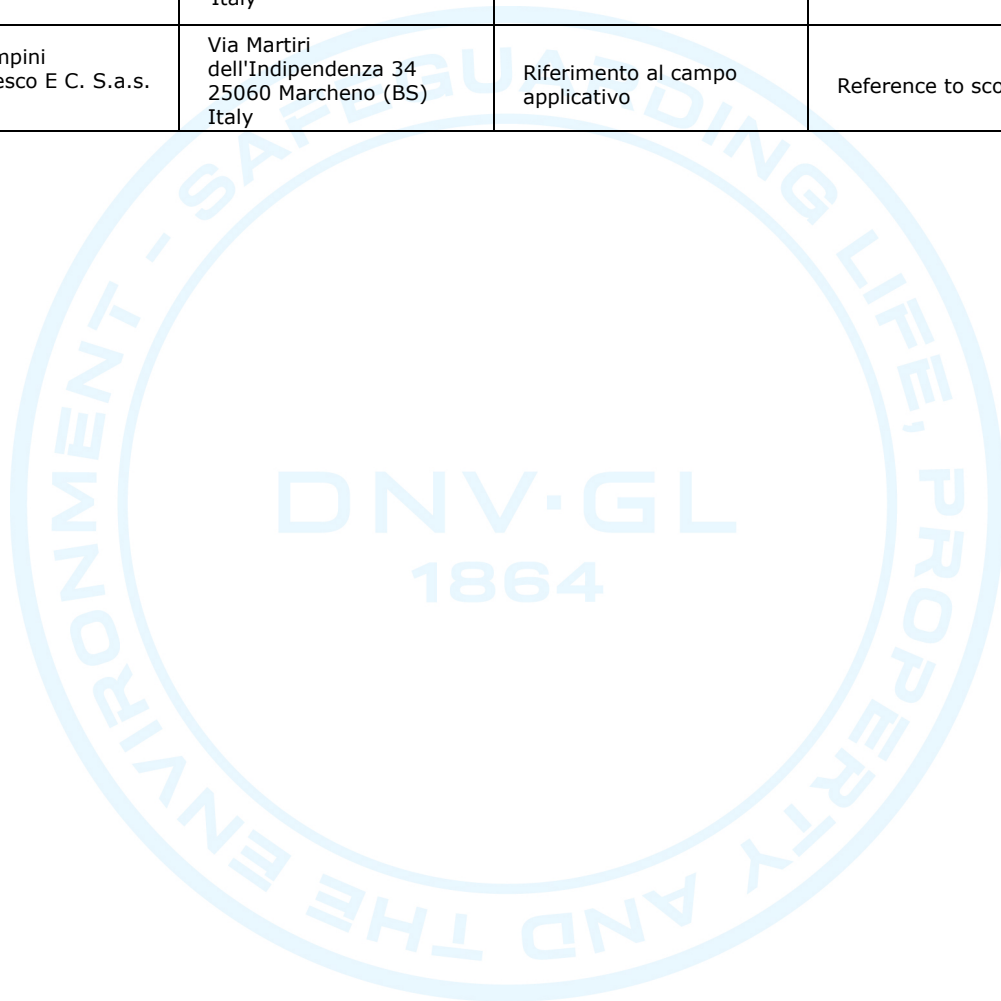 Italy
mpini
esco E C. S.a.s.
Via Martiri
dell'Indipendenza 34
25060 Marcheno (BS)
Italy
Riferimento al campo
applicativo
Reference to sco
SAFEGUARDING LIFE, PROPERTY AND THE ENVIRONMENT -
DNV·GL
1864